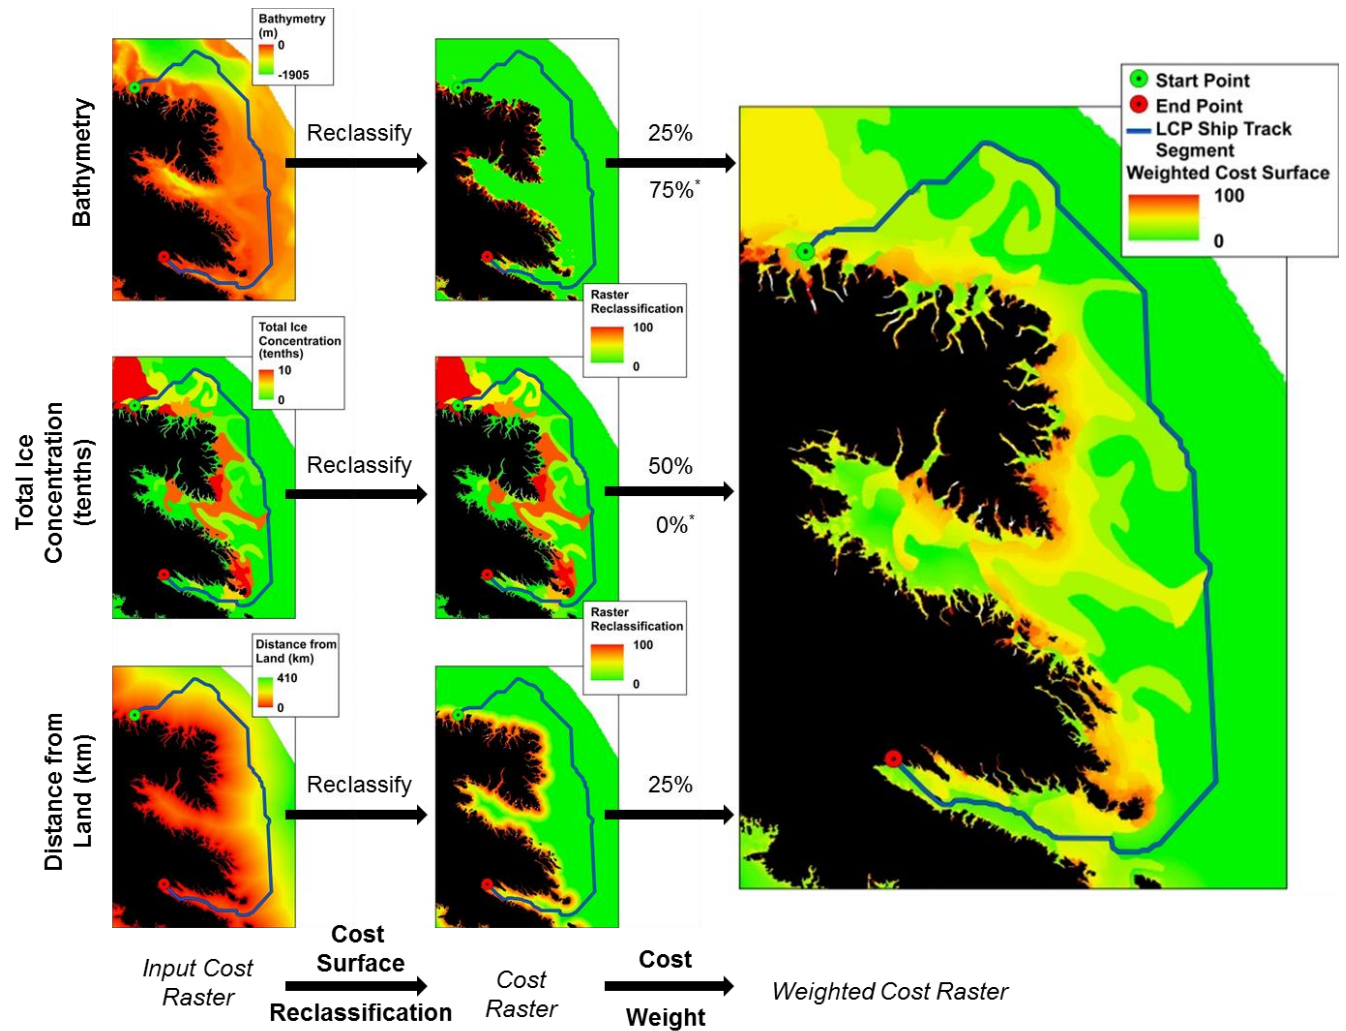 Bathymetry
(m)
0
-1905
Bathymetry
Reclassify
25%
75%*
Start Point
End Point
LCP Ship Track
Segment
Weighted Cost Surface
100
0
Raster
Reclassification
100
0
Total Ice
Concentration
(tenths)
10
0
Total Ice
Concentration
(tenths)
Reclassify
50%
0%*
Raster
Reclassification
100
0
Distance from
Land (km)
410
0
Distance from
Land (km)
Reclassify
25%
Input Cost
Raster
Cost
Surface
Reclassification
Cost
Raster
Cost
Weight
Weighted Cost Raster